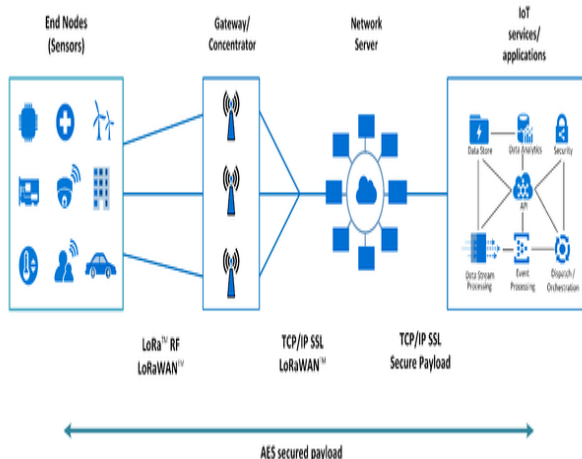 End Nodes
(Sensors)
Gateway/
Concentrator
Network
Server
IoT
services/
applications
Data Store
Data Analytics
Security
API
Data Stream
Processing
Event
Processing
Dispatch /
Orchestration
LoRa™ RF
LoRaWAN™
TCP/IP SSL
LoRaWAN™
TCP/IP SSL
Secure Payload
AES secured payload